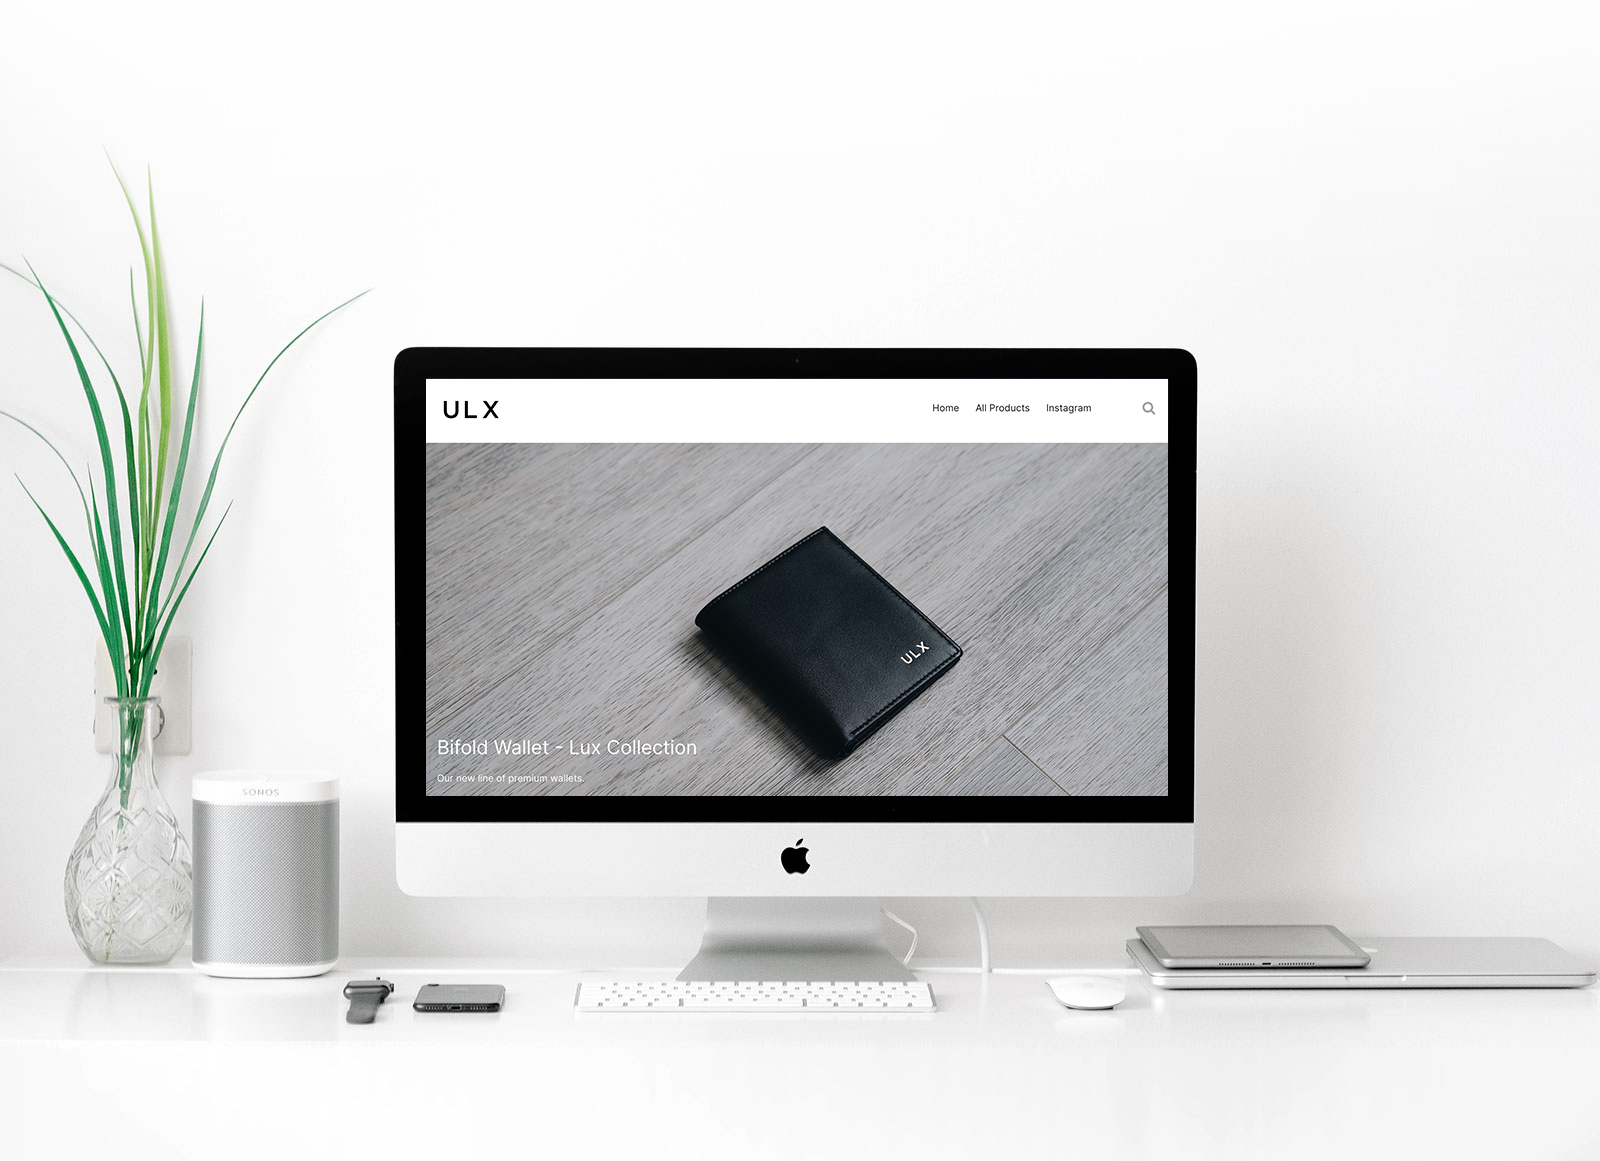 ULX
Home All Products Instagram
ULX
Bifold Wallet - Lux Collection
Our new line of premium wallets.
SONOS